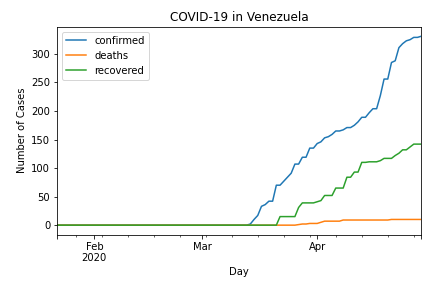 COVID-19 in Venezuela
confirmed
deaths
recovered
Number of Cases
300
250
200
150
100
50
0
Feb
2020
Mar
Apr
Day